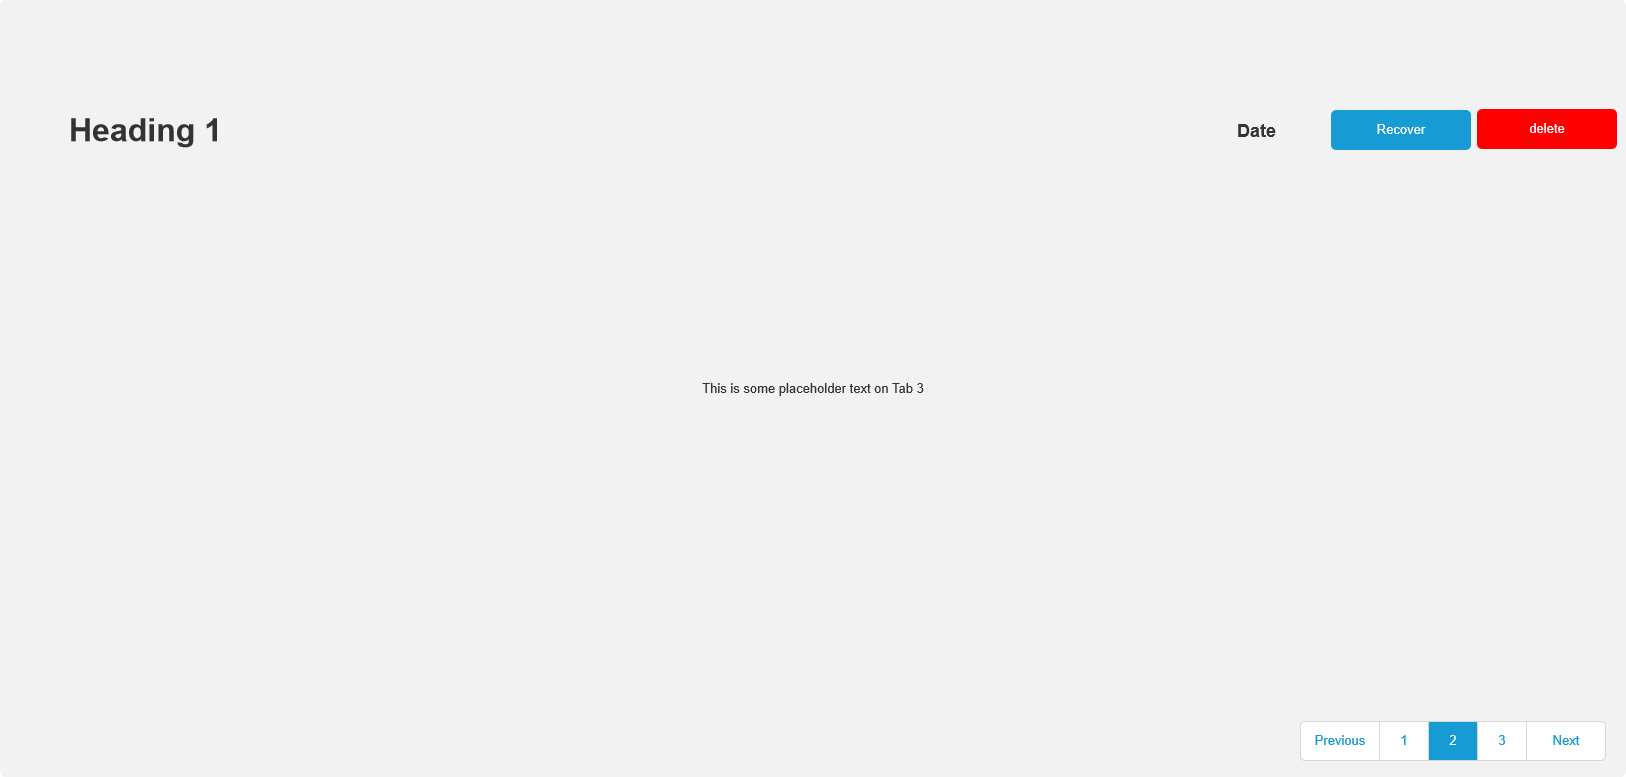 Heading 1
Date
Recover
delete
This is some placeholder text on Tab 3
Previous 1 2 3 Next